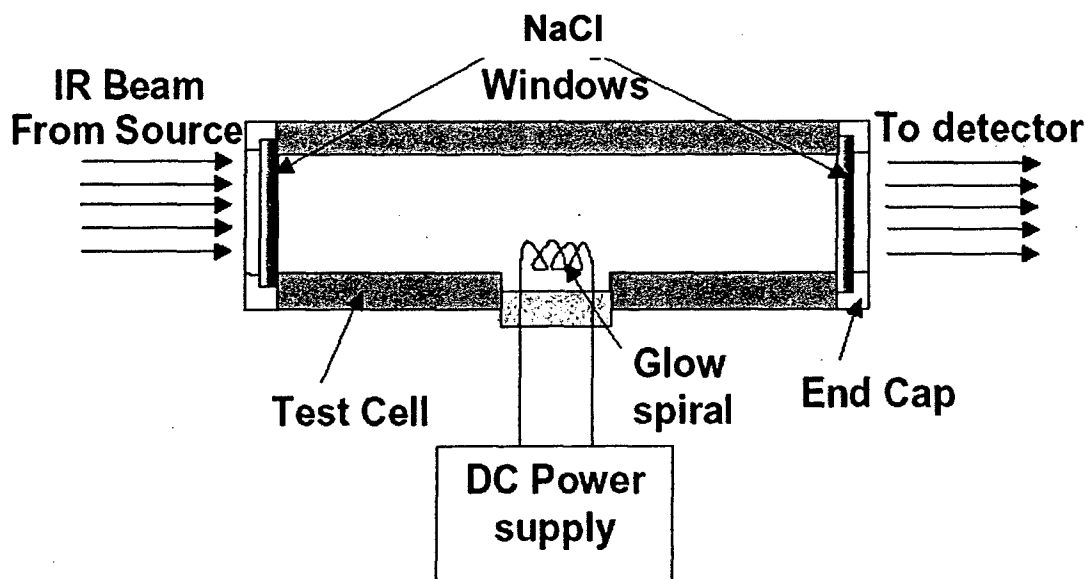 NaCl
Windows
IR Beam
From Source
To detector
Test Cell
Glow
spiral
End Cap
DC Power
supply